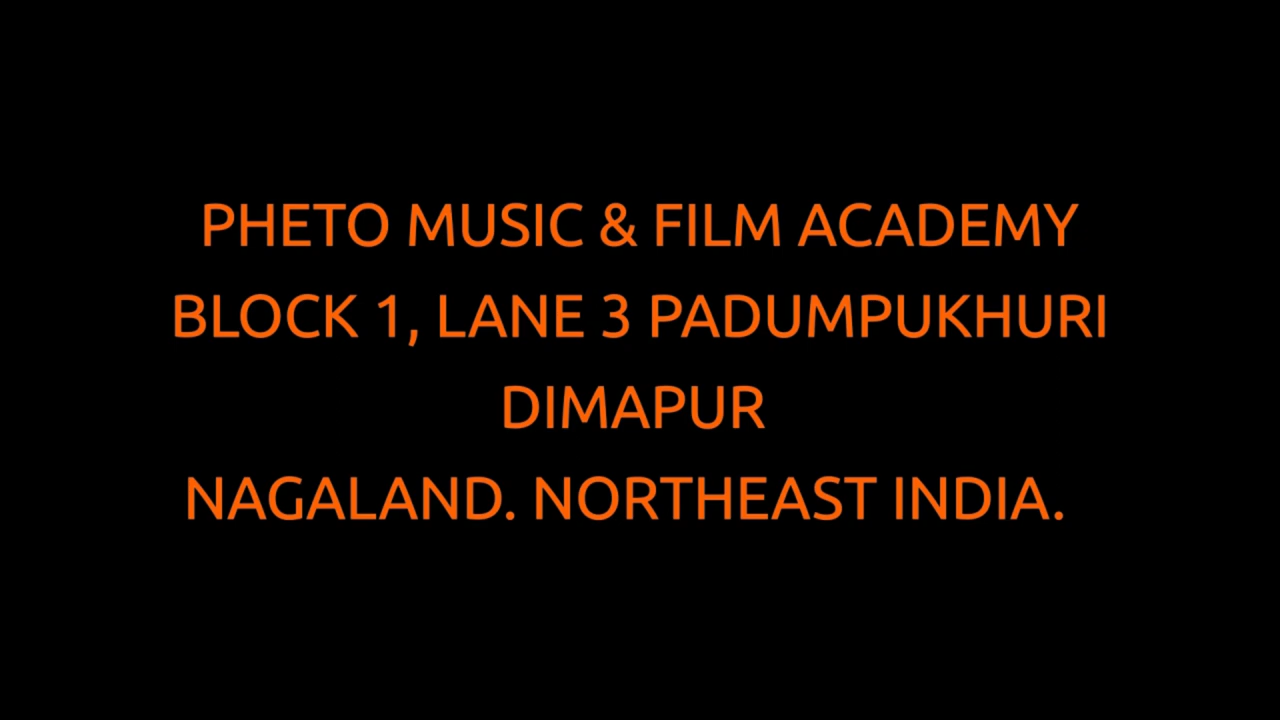 PHETO MUSIC & FILM ACADEMY
BLOCK 1, LANE 3 PADUMPUKHURI
DIMAPUR
NAGALAND. NORTHEAST INDIA.